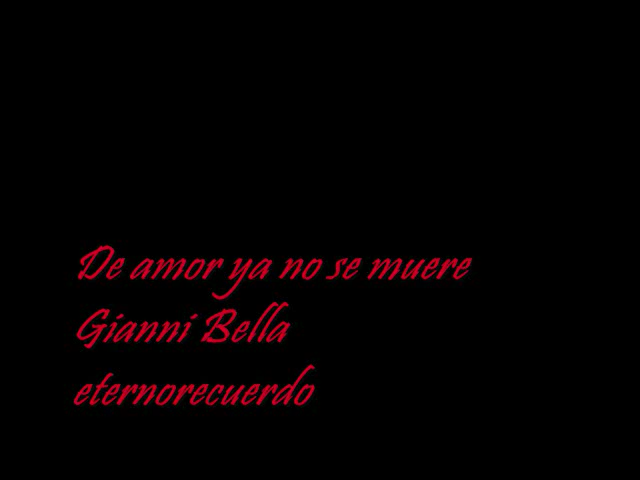 De amor ya no se muere
Gianni Bella
eternorecuerdo